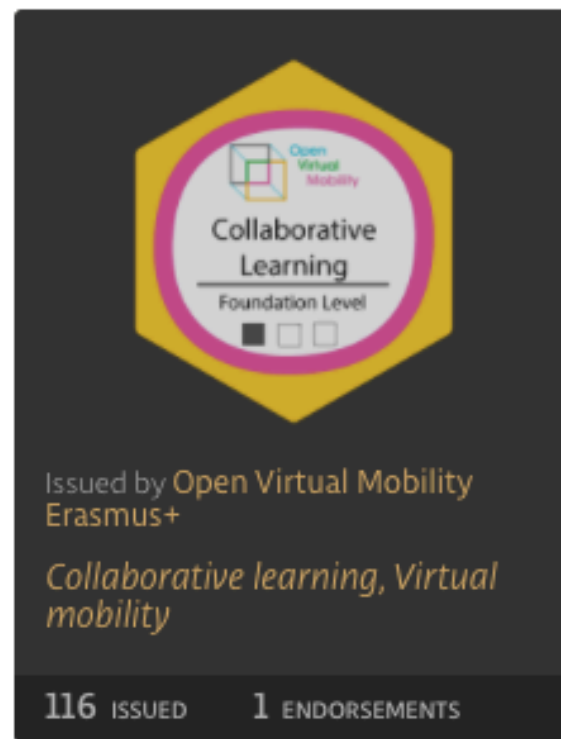 Open
Virtual
Mobility
Collaborative
Learning
Foundation Level
Issued by Open Virtual Mobility
Erasmus+
Collaborative learning, Virtual
mobility
116 ISSUED 1 ENDORSEMENTS